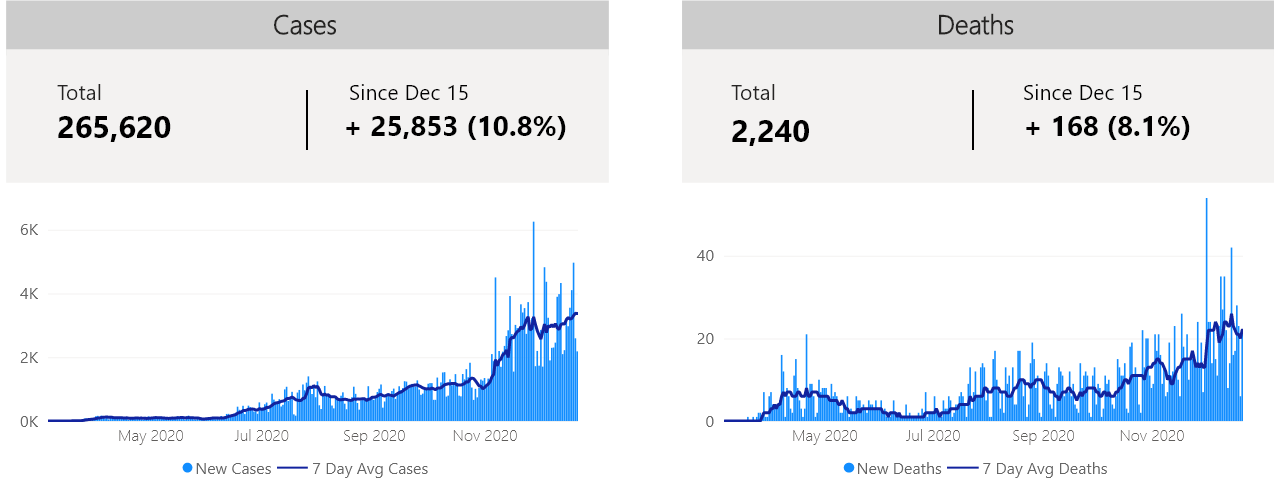 Cases
Total
265,620
Since Dec 15
+ 25,853 (10.8%)
6K
4K
2K
0K
May 2020 Jul 2020 Sep 2020 Nov 2020
New Cases 7 Day Avg Cases
Deaths
Total
2,240
Since Dec 15
+ 168 (8.1%)
40
20
0
May 2020 Jul 2020 Sep 2020 Nov 2020
New Deaths 7 Day Avg Deaths